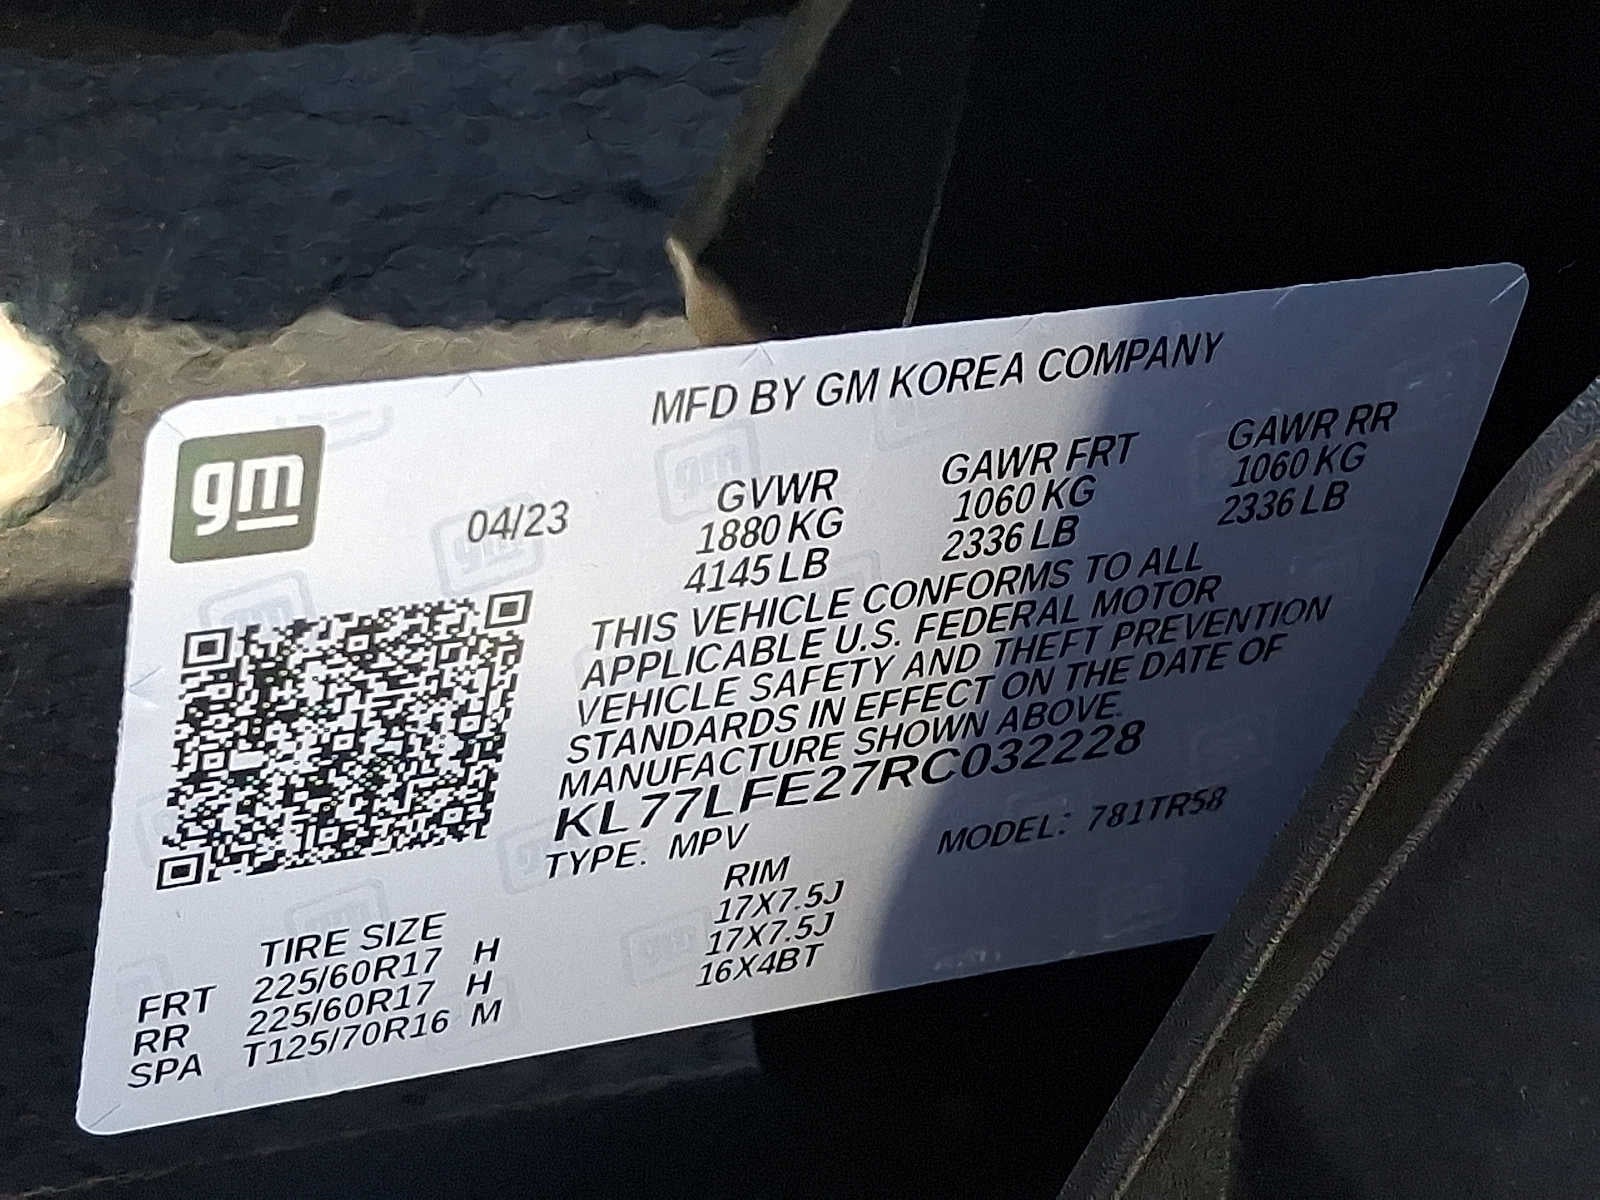 MFD BY GM KOREA COMPANY
gm
04/23
GVWR GAWR FRT GAWR RR
1880 KG 1060 KG 1060 KG
4145 LB 2336 LB 2336 LB
THIS VEHICLE CONFORMS TO ALL
APPLICABLE U.S. FEDERAL MOTOR
VEHICLE SAFETY AND THEFT PREVENTION
STANDARDS IN EFFECT ON THE DATE OF
MANUFACTURE SHOWN ABOVE.
KL77LFE27RC032228
TYPE: MPV MODEL: 781TR58
TIRE SIZE RIM
FRT 225/60R17 H 17X7.5J
RR 225/60R17 H 17X7.5J
SPA T125/70R16 M 16X4BT